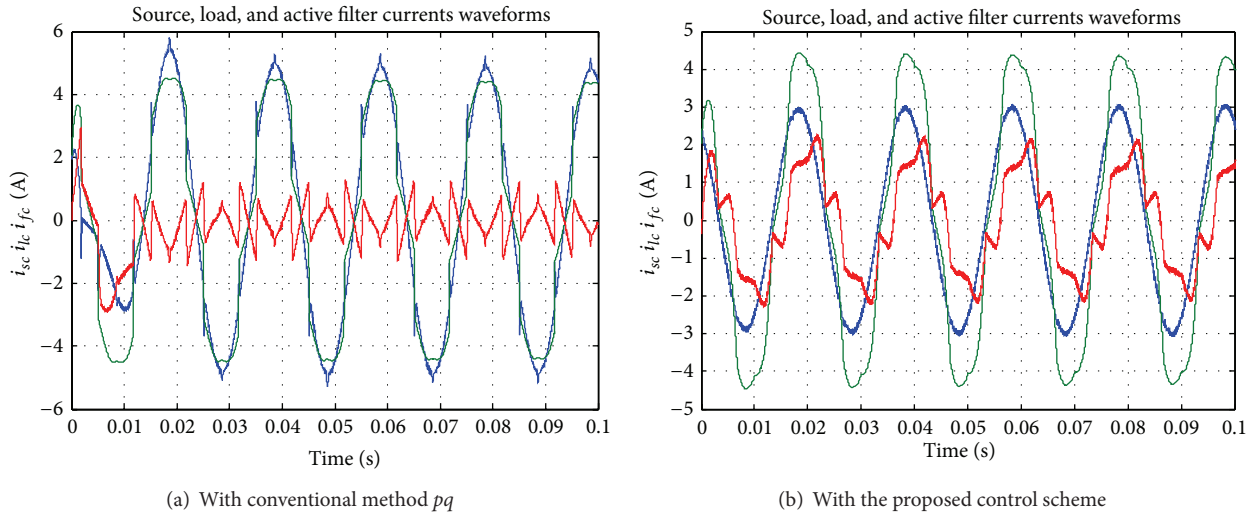 Source, load, and active filter currents waveforms
6
4
2
0
−2
−4
−6
i_sc i_lc i_fc (A)
0 0.01 0.02 0.03 0.04 0.05 0.06 0.07 0.08 0.09 0.1
Time (s)
(a) With conventional method pq
Source, load, and active filter currents waveforms
5
4
3
2
1
0
−1
−2
−3
−4
−5
i_sc i_lc i_fc (A)
0 0.01 0.02 0.03 0.04 0.05 0.06 0.07 0.08 0.09 0.1
Time (s)
(b) With the proposed control scheme